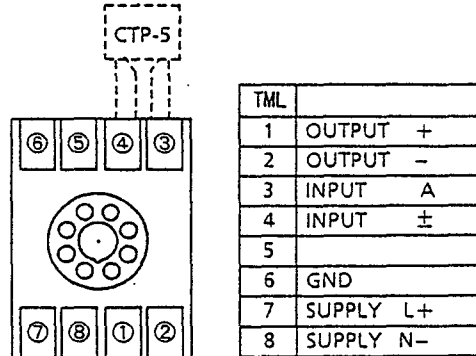 CTP-5
⑥ ⑤ ④ ③
⑦ ⑧ ① ②
TML
1 OUTPUT +
2 OUTPUT −
3 INPUT A
4 INPUT ±
5
6 GND
7 SUPPLY L+
8 SUPPLY N−